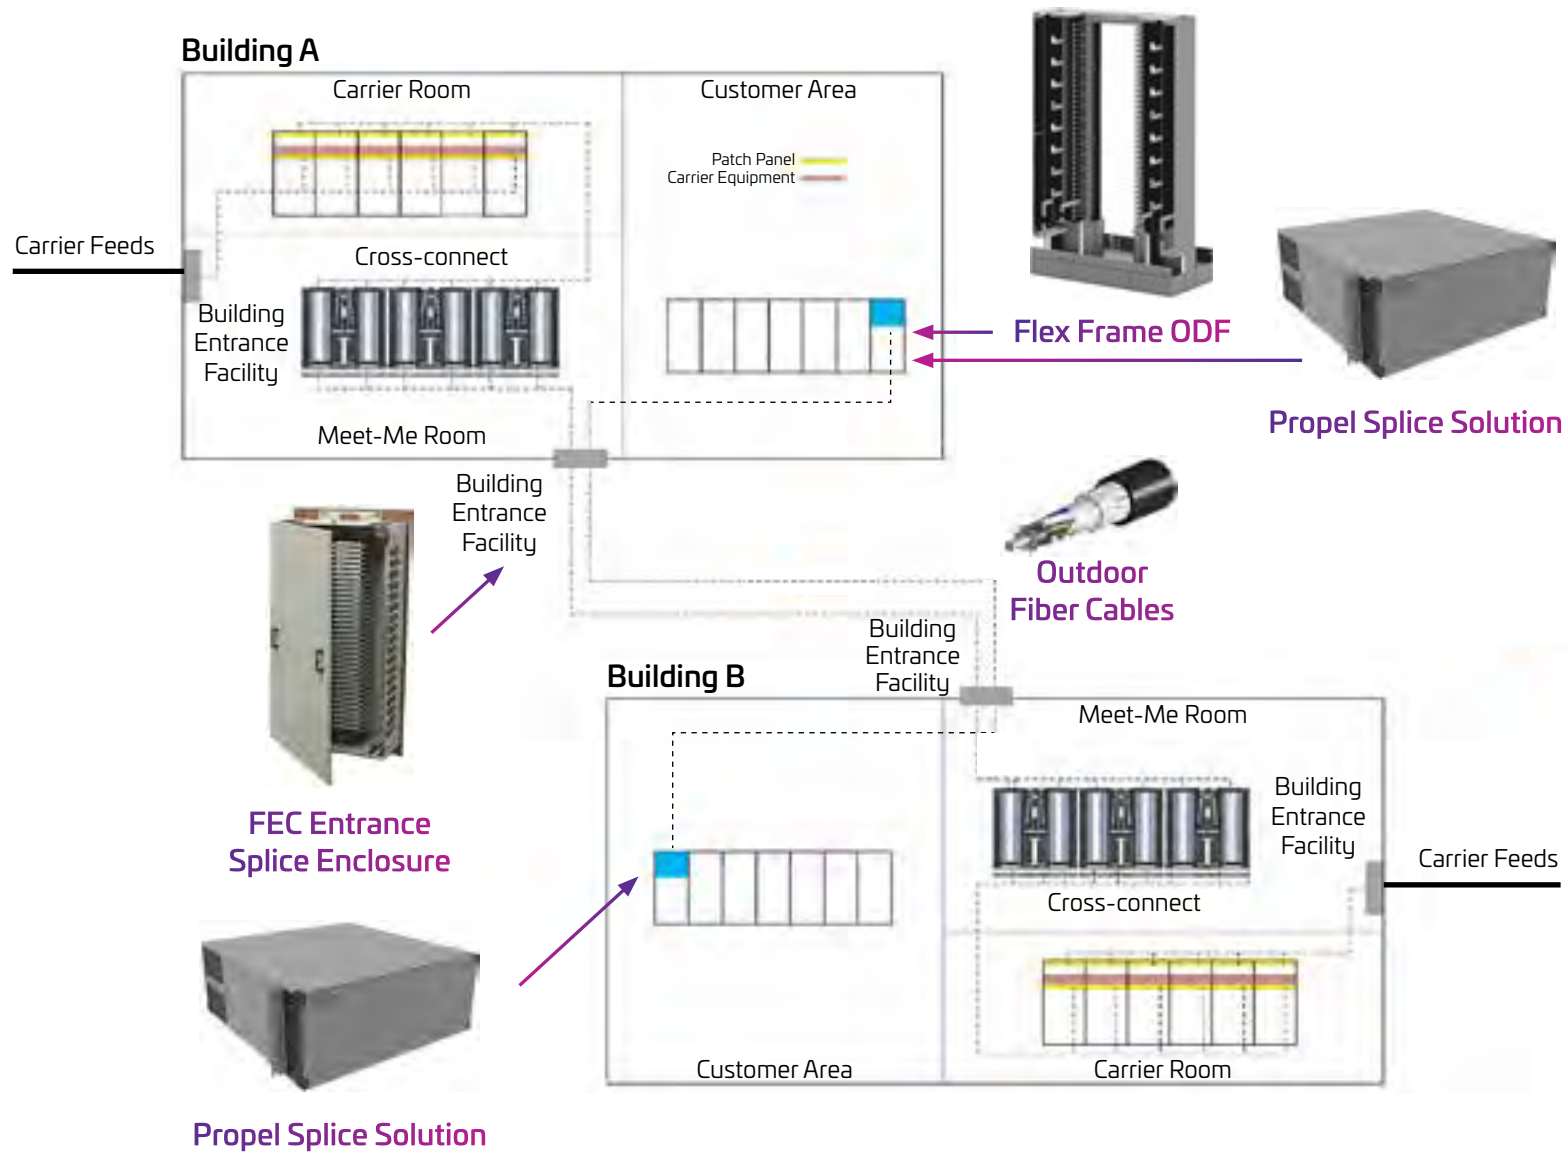 Building A
Carrier Room
Customer Area
Patch Panel
Carrier Equipment
Carrier Feeds
Cross-connect
Building
Entrance
Facility
Flex Frame ODF
Propel Splice Solution
Meet-Me Room
Building
Entrance
Facility
Outdoor
Fiber Cables
Building
Entrance
Facility
Building B
Meet-Me Room
Building
Entrance
Facility
FEC Entrance
Splice Enclosure
Carrier Feeds
Cross-connect
Customer Area
Carrier Room
Propel Splice Solution